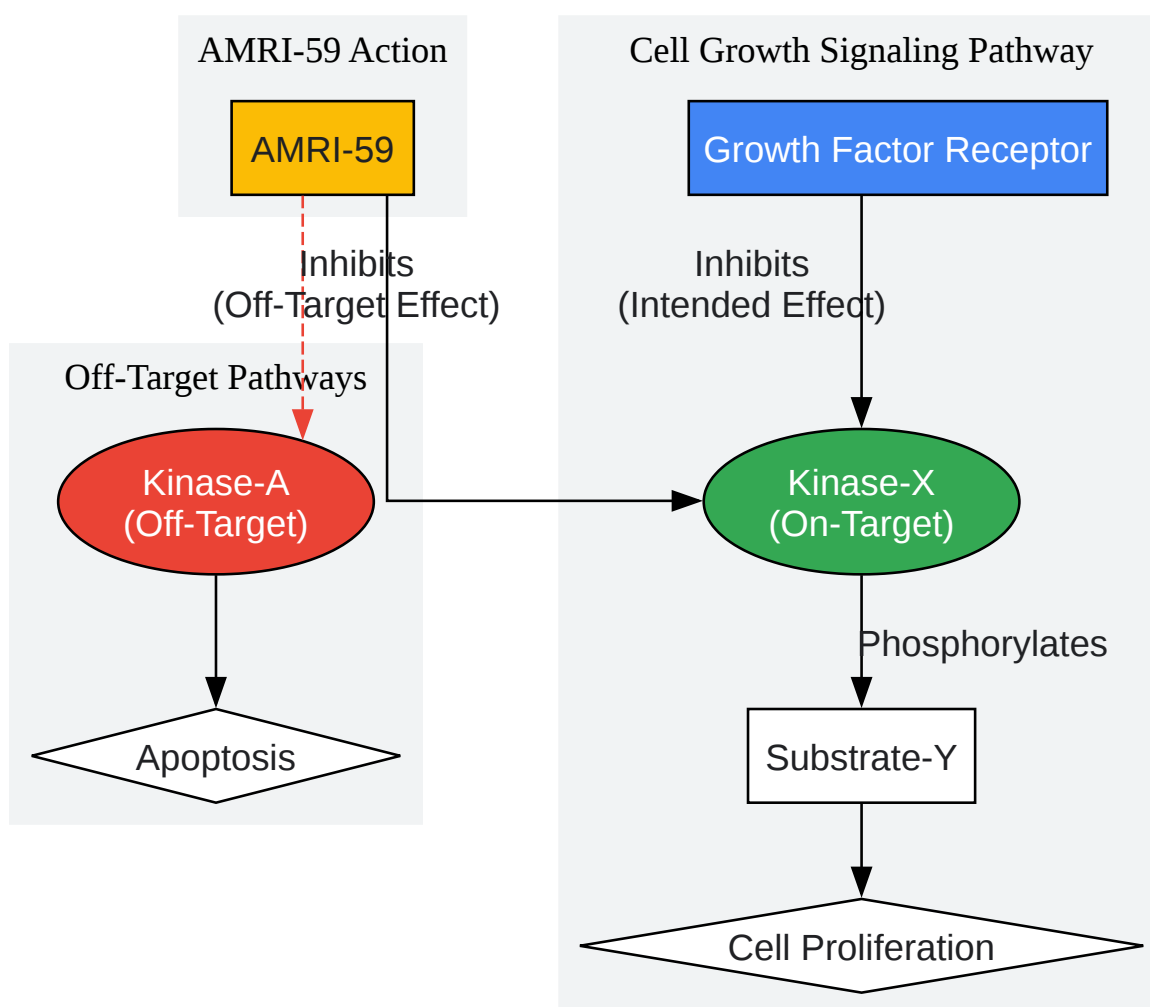 AMRI-59 Action
AMRI-59
Inhibits
(Off-Target Effect)
Off-Target Pathways
Kinase-A
(Off-Target)
Apoptosis
Cell Growth Signaling Pathway
Growth Factor Receptor
Inhibits
(Intended Effect)
Kinase-X
(On-Target)
Phosphorylates
Substrate-Y
Cell Proliferation